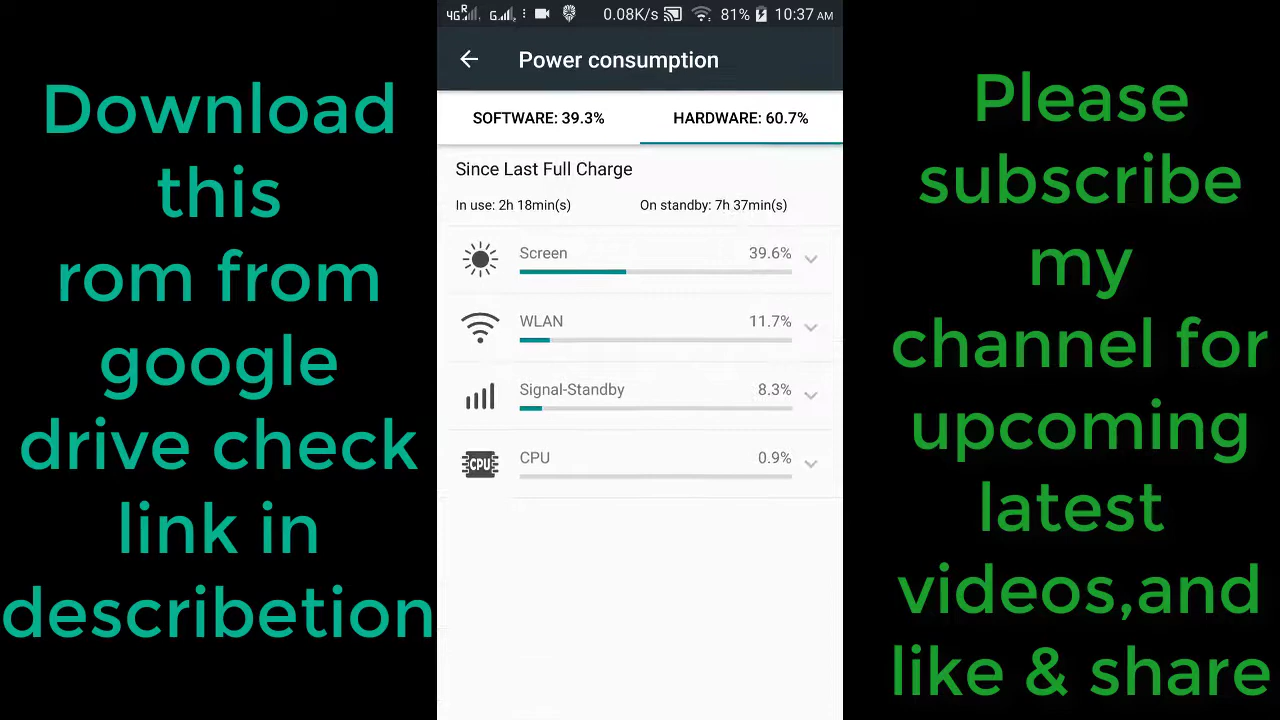 Download
this
rom from
google
drive check
link in
describetion
4G R G 0.08K/s 81% 10:37 AM
Power consumption
SOFTWARE: 39.3% HARDWARE: 60.7%
Since Last Full Charge
In use: 2h 18min(s) On standby: 7h 37min(s)
Screen 39.6%
WLAN 11.7%
Signal-Standby 8.3%
CPU CPU 0.9%
Please
subscribe
my
channel for
upcoming
latest
videos,and
like & share